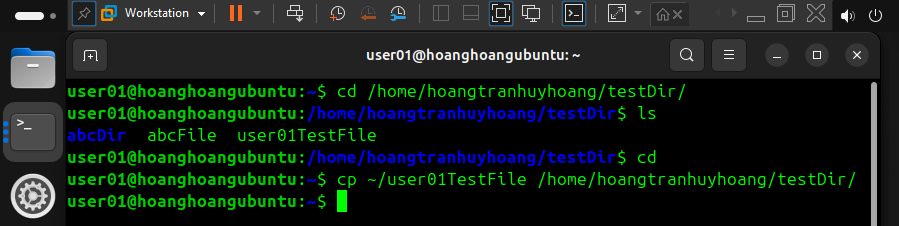 Workstation
user01@hoanghoangubuntu: ~
user01@hoanghoangubuntu:~$ cd /home/hoangtranhuyhoang/testDir/
user01@hoanghoangubuntu:/home/hoangtranhuyhoang/testDir$ ls
abcDir  abcFile  user01TestFile
user01@hoanghoangubuntu:/home/hoangtranhuyhoang/testDir$ cd
user01@hoanghoangubuntu:~$ cp ~/user01TestFile /home/hoangtranhuyhoang/testDir/
user01@hoanghoangubuntu:~$